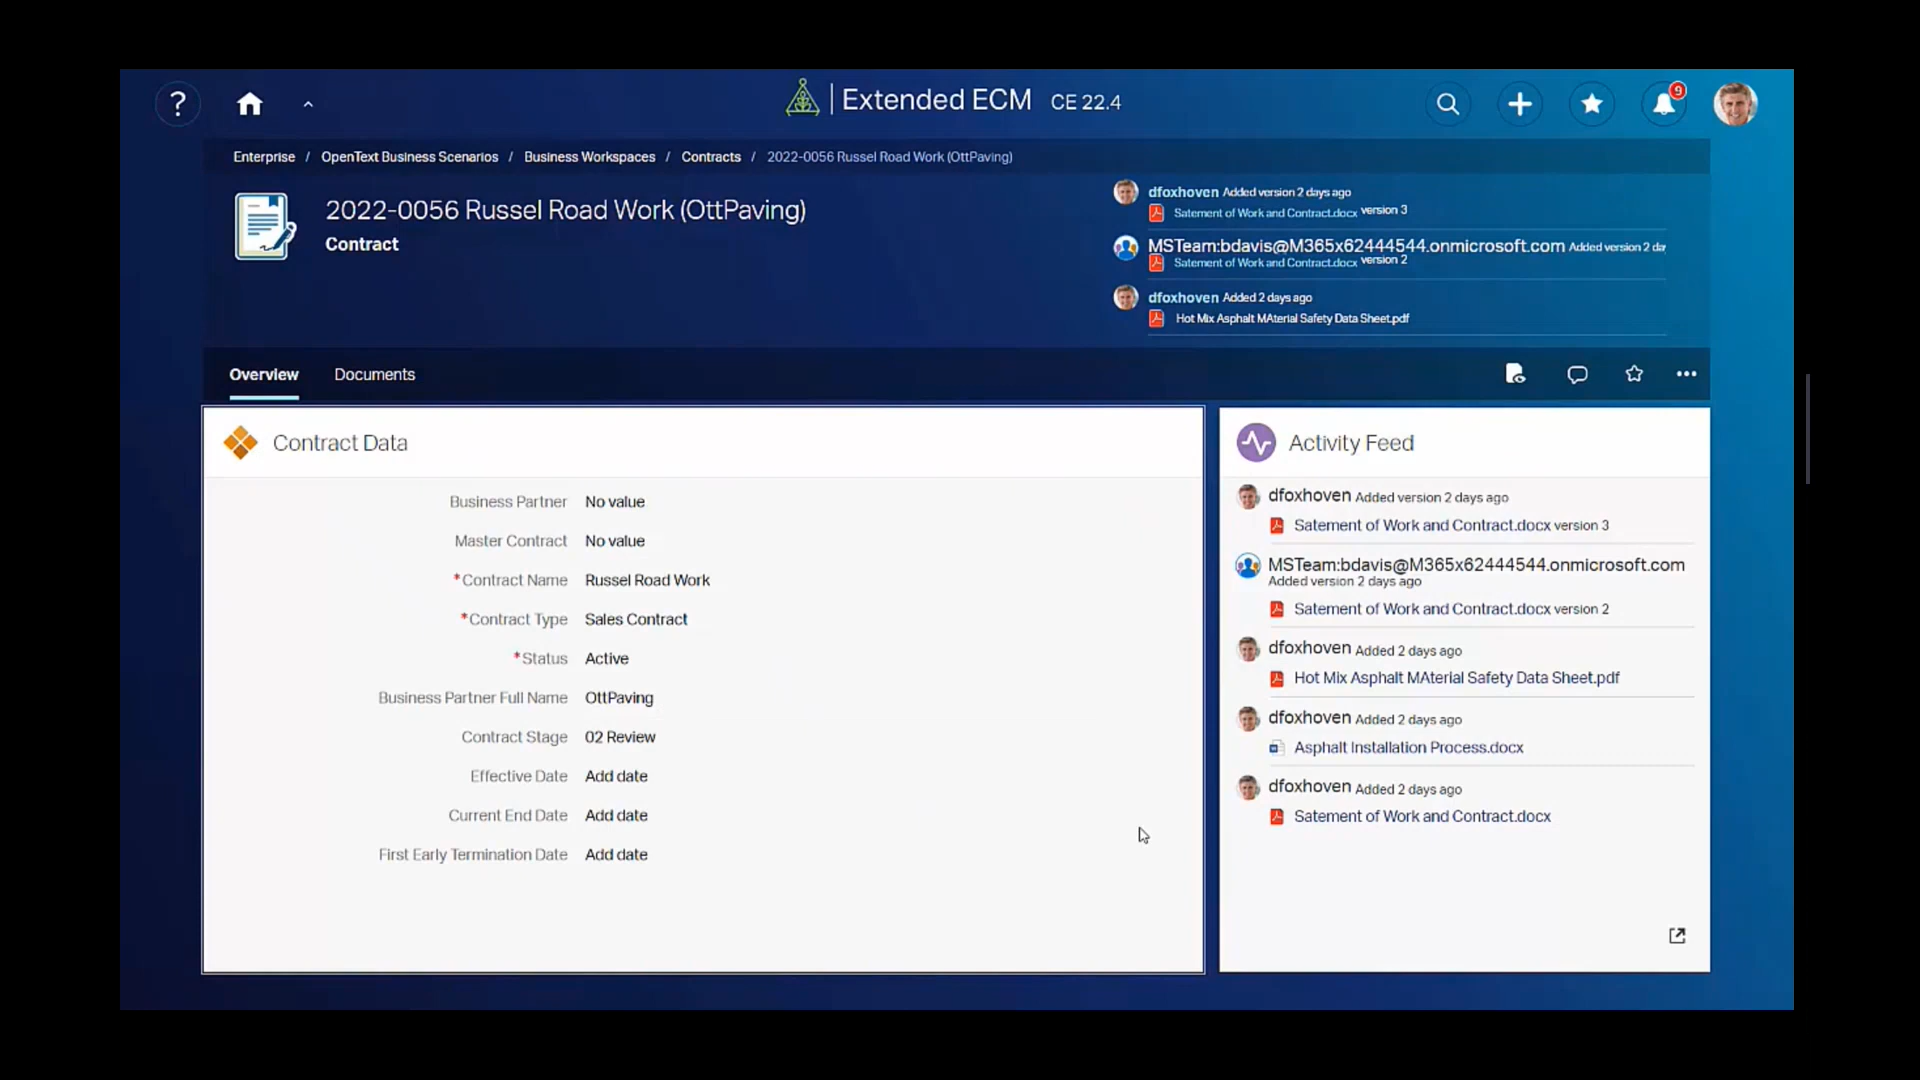 ?
Extended ECM CE 22.4
9
Enterprise / OpenText Business Scenarios / Business Workspaces / Contracts / 2022-0056 Russel Road Work (OttPaving)
2022-0056 Russel Road Work (OttPaving)
Contract
dfoxhoven Added version 2 days ago
Satement of Work and Contract.docx version 3
MSTeam:bdavis@M365x62444544.onmicrosoft.com Added version 2 da
Satement of Work and Contract.docx version 2
dfoxhoven Added 2 days ago
Hot Mix Asphalt MAterial Safety Data Sheet.pdf
Overview Documents
Contract Data
Business Partner No value
Master Contract No value
*Contract Name Russel Road Work
*Contract Type Sales Contract
*Status Active
Business Partner Full Name OttPaving
Contract Stage 02 Review
Effective Date Add date
Current End Date Add date
First Early Termination Date Add date
Activity Feed
dfoxhoven Added version 2 days ago
Satement of Work and Contract.docx version 3
MSTeam:bdavis@M365x62444544.onmicrosoft.com
Added version 2 days ago
Satement of Work and Contract.docx version 2
dfoxhoven Added 2 days ago
Hot Mix Asphalt MAterial Safety Data Sheet.pdf
dfoxhoven Added 2 days ago
Asphalt Installation Process.docx
dfoxhoven Added 2 days ago
Satement of Work and Contract.docx